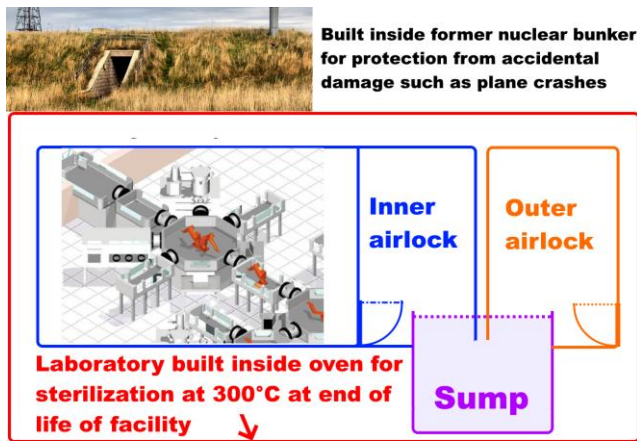 Built inside former nuclear bunker
for protection from accidental
damage such as plane crashes
Inner
airlock
Outer
airlock
Laboratory built inside oven for
sterilization at 300°C at end of
life of facility
Sump